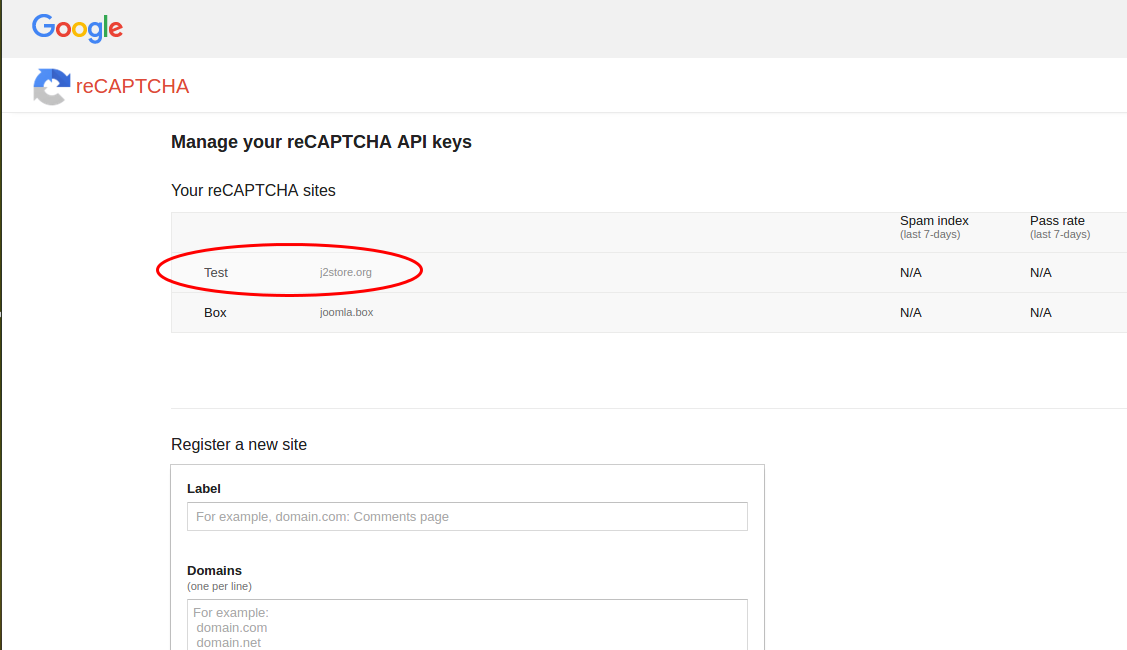 Google
reCAPTCHA
Manage your reCAPTCHA API keys
Your reCAPTCHA sites
Spam index Pass rate
(last 7-days) (last 7-days)
Test j2store.org N/A N/A
Box joomla.box N/A N/A
Register a new site
Label
For example, domain.com: Comments page
Domains
(one per line)
For example:
domain.com
domain.net